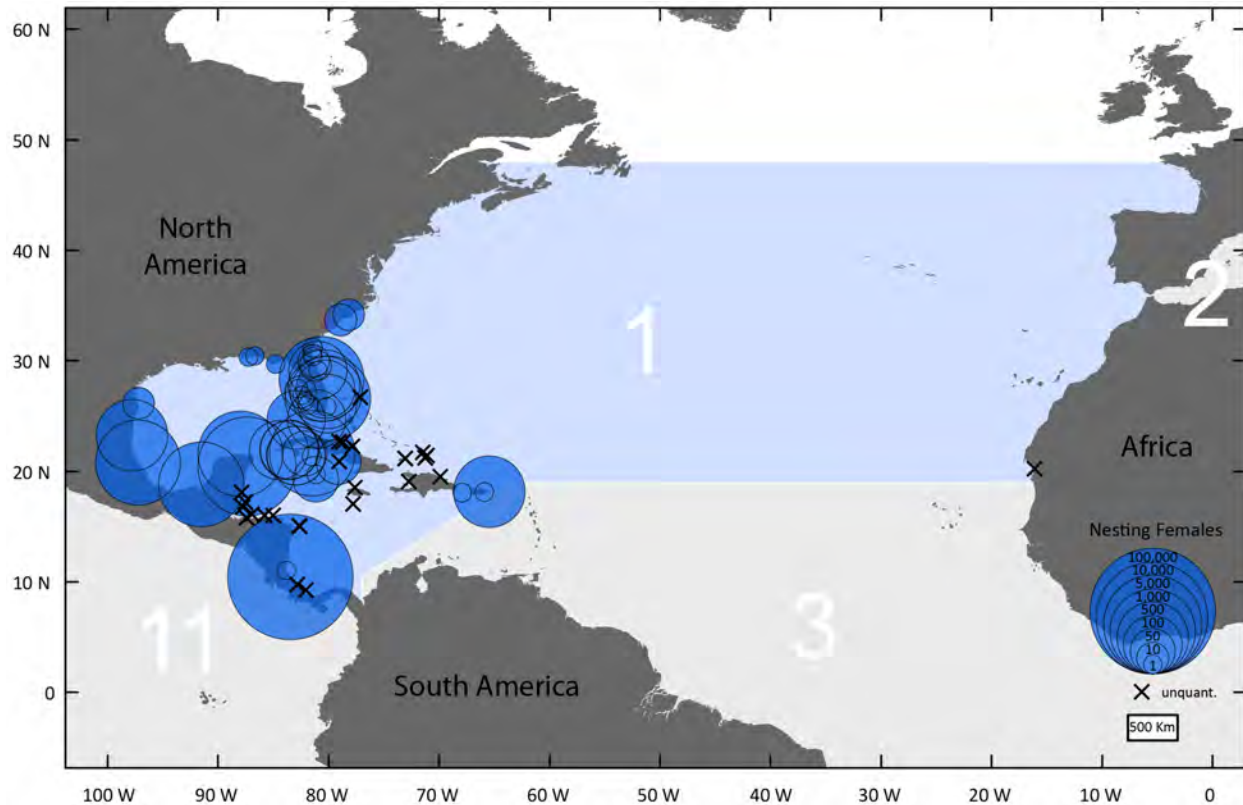 60 N
50 N
40 N
30 N
20 N
10 N
0
North
America
1
2
Africa
Nesting Females
100,000
10,000
5,000
1,000
500
100
50
10
1
unquant.
500 Km
11
3
South America
100 W 90 W 80 W 70 W 60 W 50 W 40 W 30 W 20 W 10 W 0